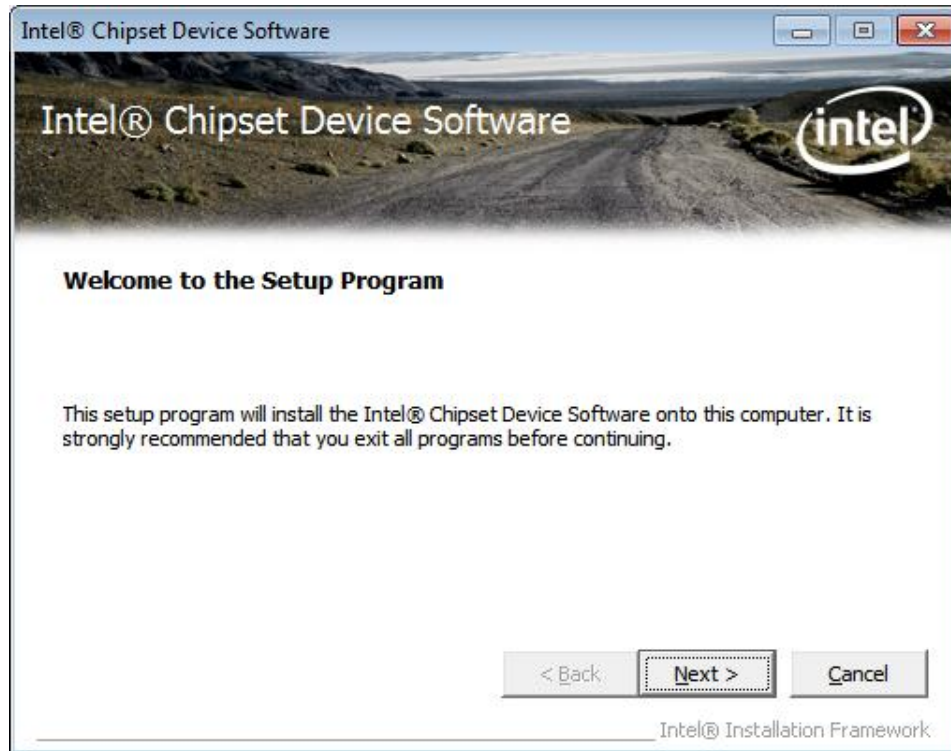 Intel® Chipset Device Software
Intel® Chipset Device Software
intel
Welcome to the Setup Program
This setup program will install the Intel® Chipset Device Software onto this computer. It is
strongly recommended that you exit all programs before continuing.
< Back Next > Cancel
Intel® Installation Framework